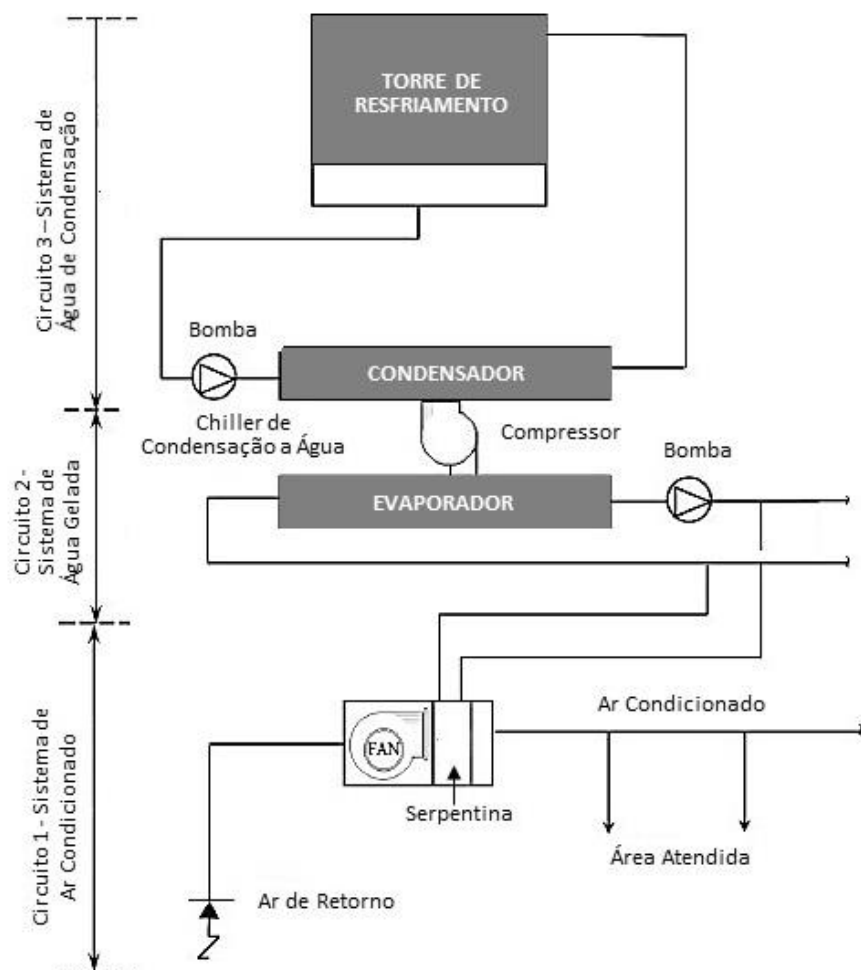 TORRE DE
RESFRIAMENTO
Circuito 3 – Sistema de
Água de Condensação
Bomba
CONDENSADOR
Chiller de
Condensação a Água
Compressor
Bomba
EVAPORADOR
Circuito 2 -
Sistema de
Água Gelada
Ar Condicionado
FAN
Serpentina
Área Atendida
Circuito 1 - Sistema de
Ar Condicionado
Ar de Retorno